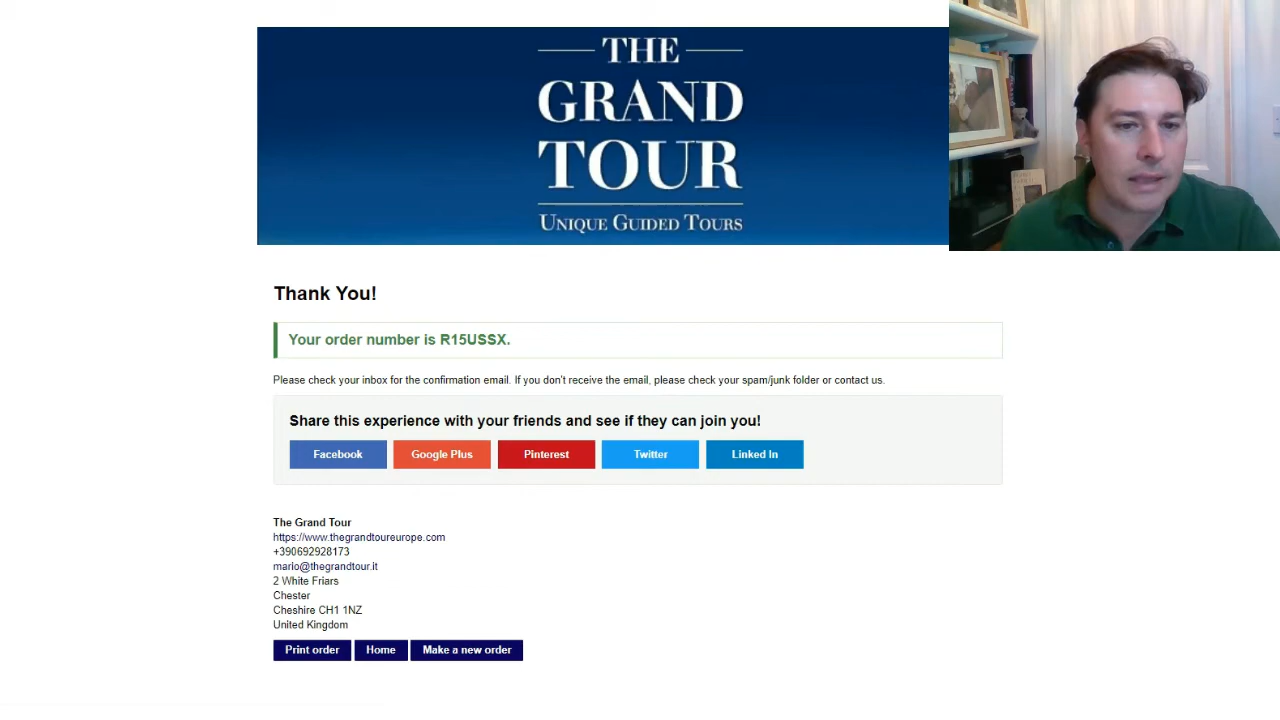 THE
GRAND
TOUR
UNIQUE GUIDED TOURS
Thank You!
Your order number is R15USSX.
Please check your inbox for the confirmation email. If you don't receive the email, please check your spam/junk folder or contact us.
Share this experience with your friends and see if they can join you!
Facebook Google Plus Pinterest Twitter Linked In
The Grand Tour
https://www.thegrandtoureurope.com
+390692928173
mario@thegrandtour.it
2 White Friars
Chester
Cheshire CH1 1NZ
United Kingdom
Print order Home Make a new order